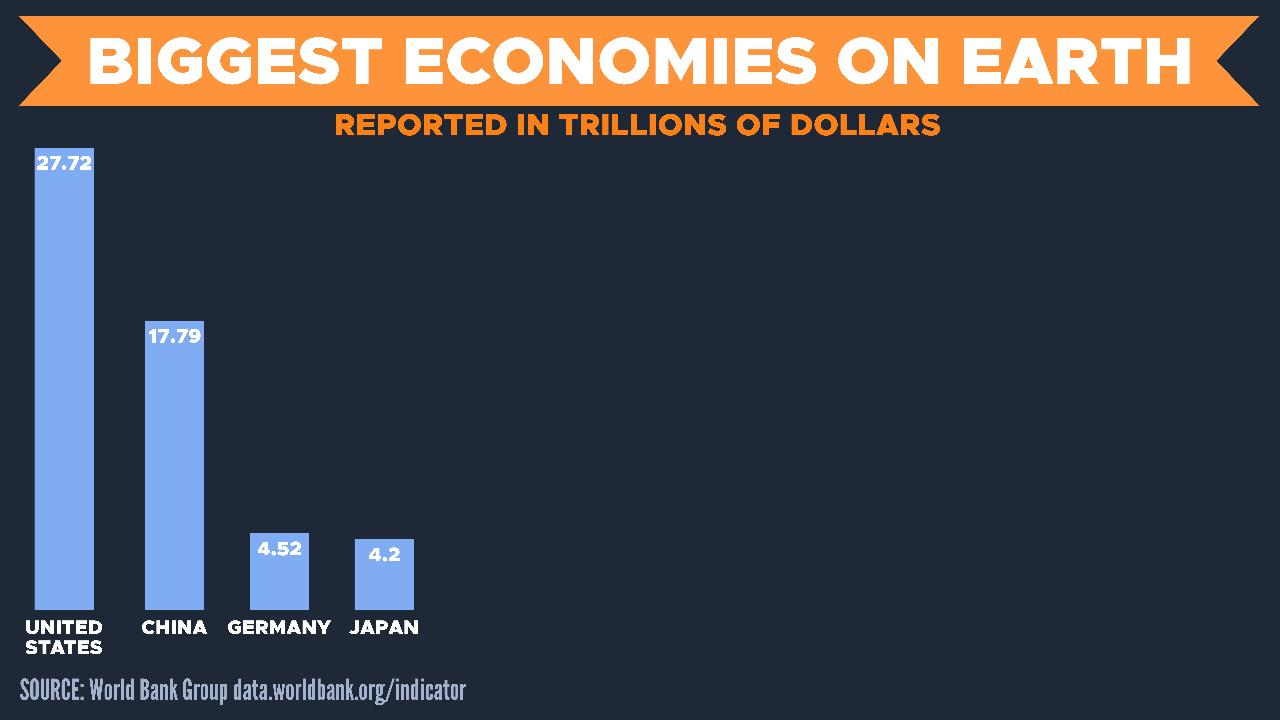 BIGGEST ECONOMIES ON EARTH
REPORTED IN TRILLIONS OF DOLLARS
27.72
17.79
4.52
4.2
UNITED
STATES
CHINA
GERMANY
JAPAN
SOURCE: World Bank Group data.worldbank.org/indicator